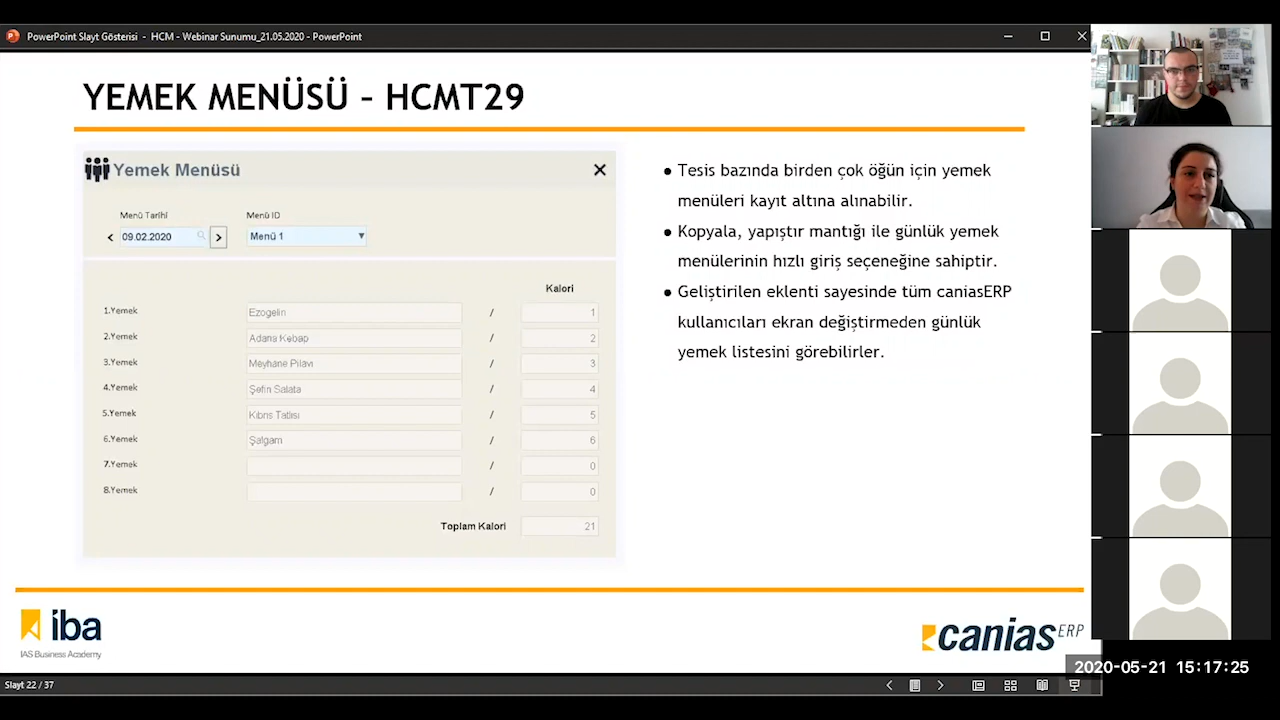 PowerPoint Slayt Gösterisi - HCM - Webinar Sunumu_21.05.2020 - PowerPoint
YEMEK MENÜSÜ – HCMT29
Yemek Menüsü
Menü Tarihi
Menü ID
09.02.2020
Menü 1
Kalori
1.Yemek Ezogelin / 1
2.Yemek Adana Kebap / 2
3.Yemek Meyhane Pilavı / 3
4.Yemek Şefin Salata / 4
5.Yemek Kıbrıs Tatlısı / 5
6.Yemek Şalgam / 6
7.Yemek / 0
8.Yemek / 0
Toplam Kalori 21
● Tesis bazında birden çok öğün için yemek
menüleri kayıt altına alınabilir.
● Kopyala, yapıştır mantığı ile günlük yemek
menülerinin hızlı giriş seçeneğine sahiptir.
● Geliştirilen eklenti sayesinde tüm caniasERP
kullanıcıları ekran değiştirmeden günlük
yemek listesini görebilirler.
iba
IAS Business Academy
canias ERP
2020-05-21 15:17:25
Slayt 22 / 37